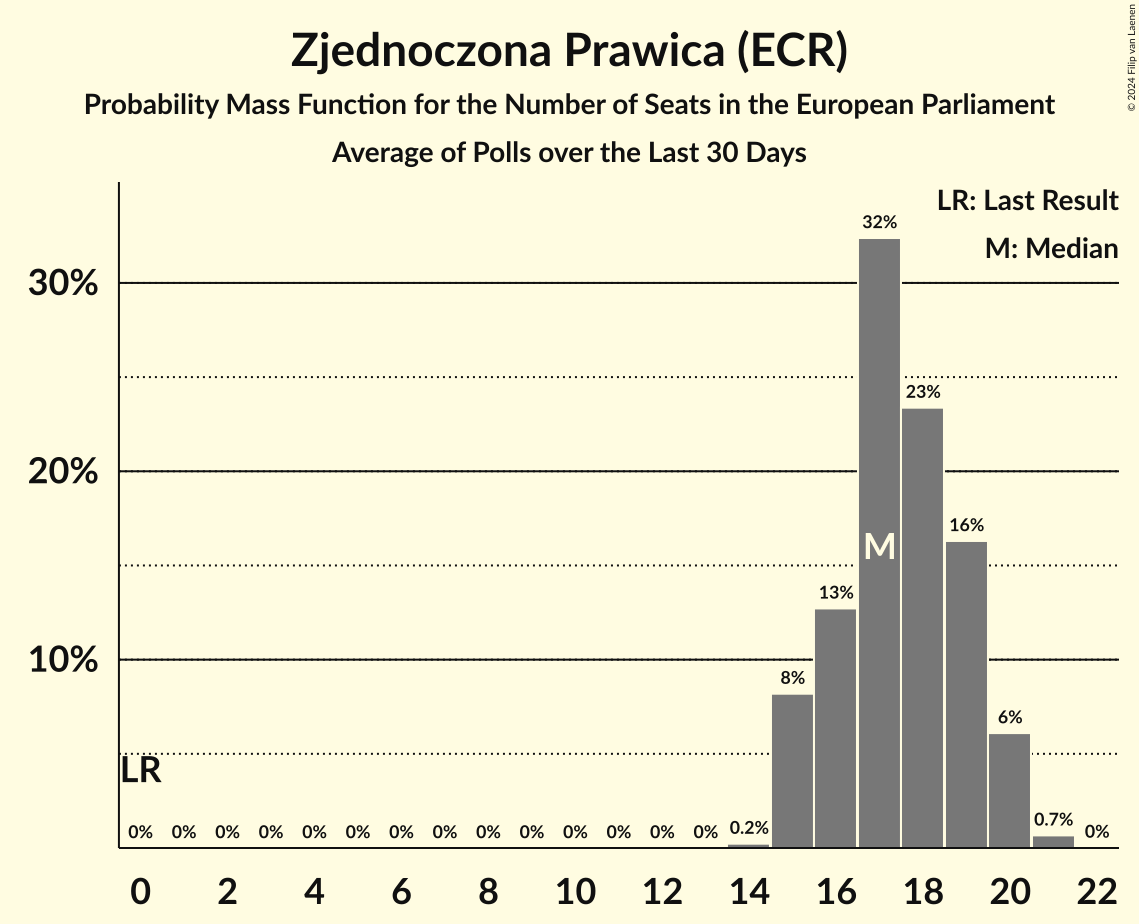 Zjednoczona Prawica (ECR)
Probability Mass Function for the Number of Seats in the European Parliament
Average of Polls over the Last 30 Days
© 2024 Filip van Laenen
LR: Last Result
M: Median
32%
30%
23%
20%
16%
M
13%
10%
8%
6%
LR
0% 0% 0% 0% 0% 0% 0% 0% 0% 0% 0% 0% 0% 0% 0.2% 0.7% 0%
0 2 4 6 8 10 12 14 16 18 20 22